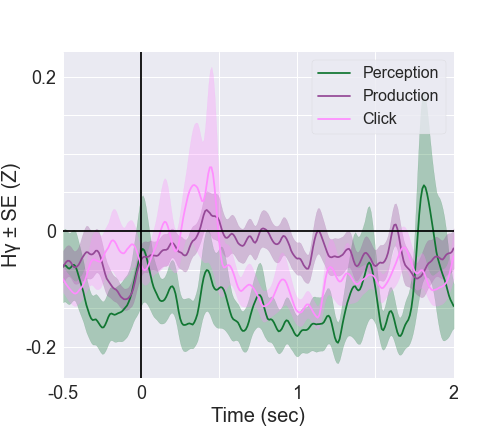 Hγ ± SE (Z)
0.2
0
-0.2
Perception
Production
Click
-0.5
0
1
2
Time (sec)